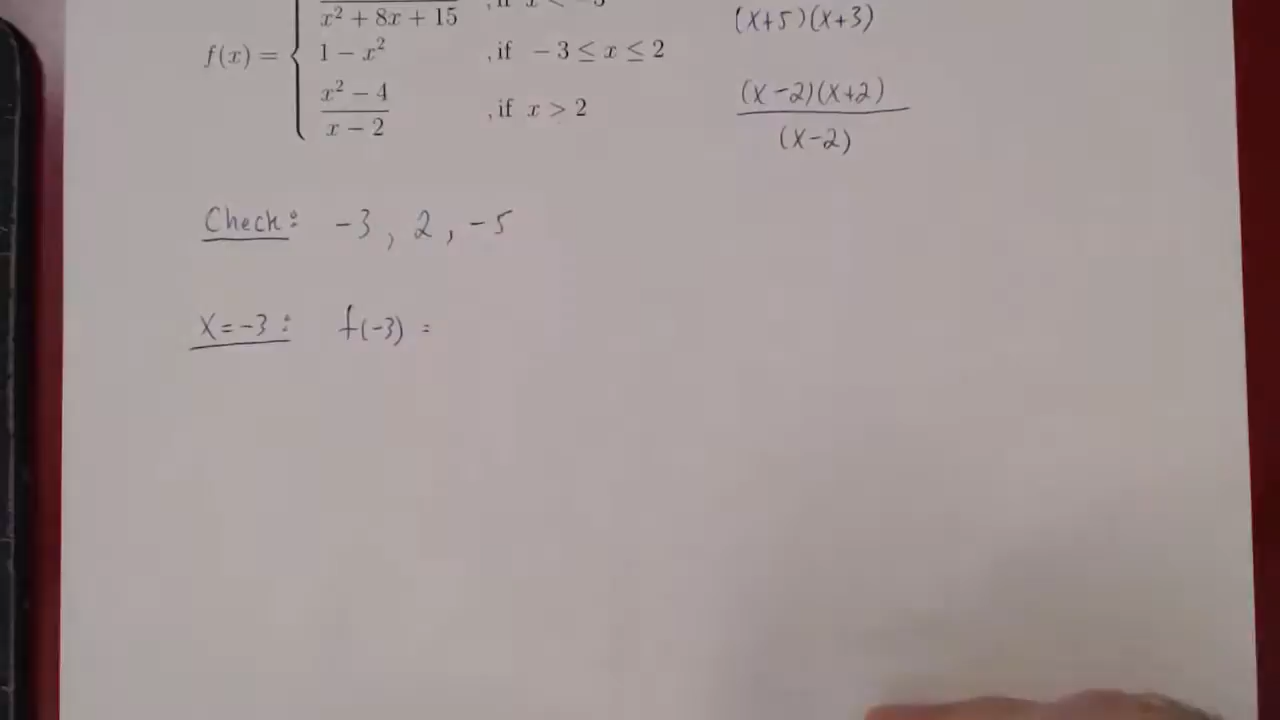 x² + 8x + 15 (x+5)(x+3)
f(x) = { 1 − x² , if −3 ≤ x ≤ 2
x² − 4 / x − 2 , if x > 2 (x−2)(x+2) / (x−2)
Check: −3 , 2 , −5
x = −3 : f(−3) =